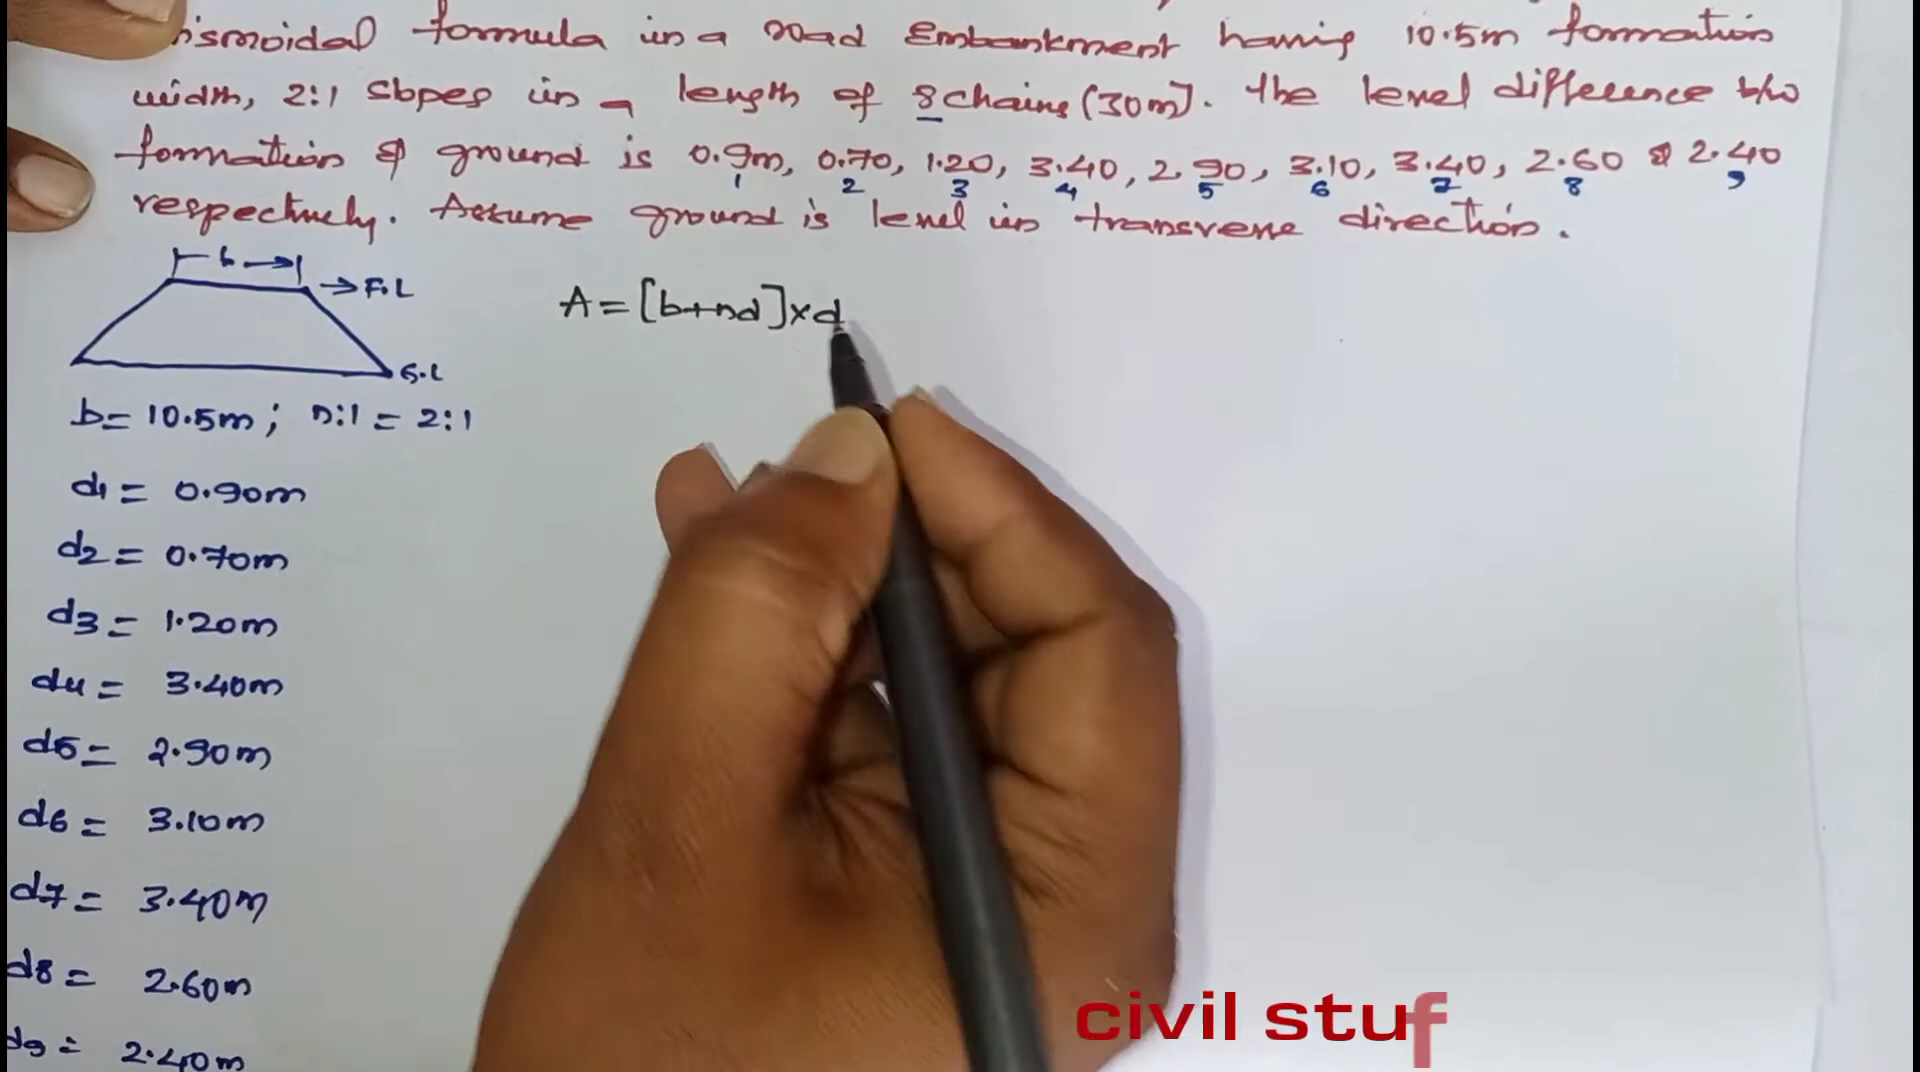 ismoidal formula in a road Embankment having 10.5m formation
width, 2:1 slopes in a length of 8 chains (30m). The level difference b/w
formation & ground is 0.9m, 0.70, 1.20, 3.40, 2.90, 3.10, 3.40, 2.60 & 2.40
1 2 3 4 5 6 7 8 9
respectively. Assume ground is level in transverse direction.
b
F.L
G.L
A = [b+nd]×d
b = 10.5m ; n:1 = 2:1
d1 = 0.90m
d2 = 0.70m
d3 = 1.20m
d4 = 3.40m
d5 = 2.90m
d6 = 3.10m
d7 = 3.40m
d8 = 2.60m
d9 = 2.40m
civil stuf